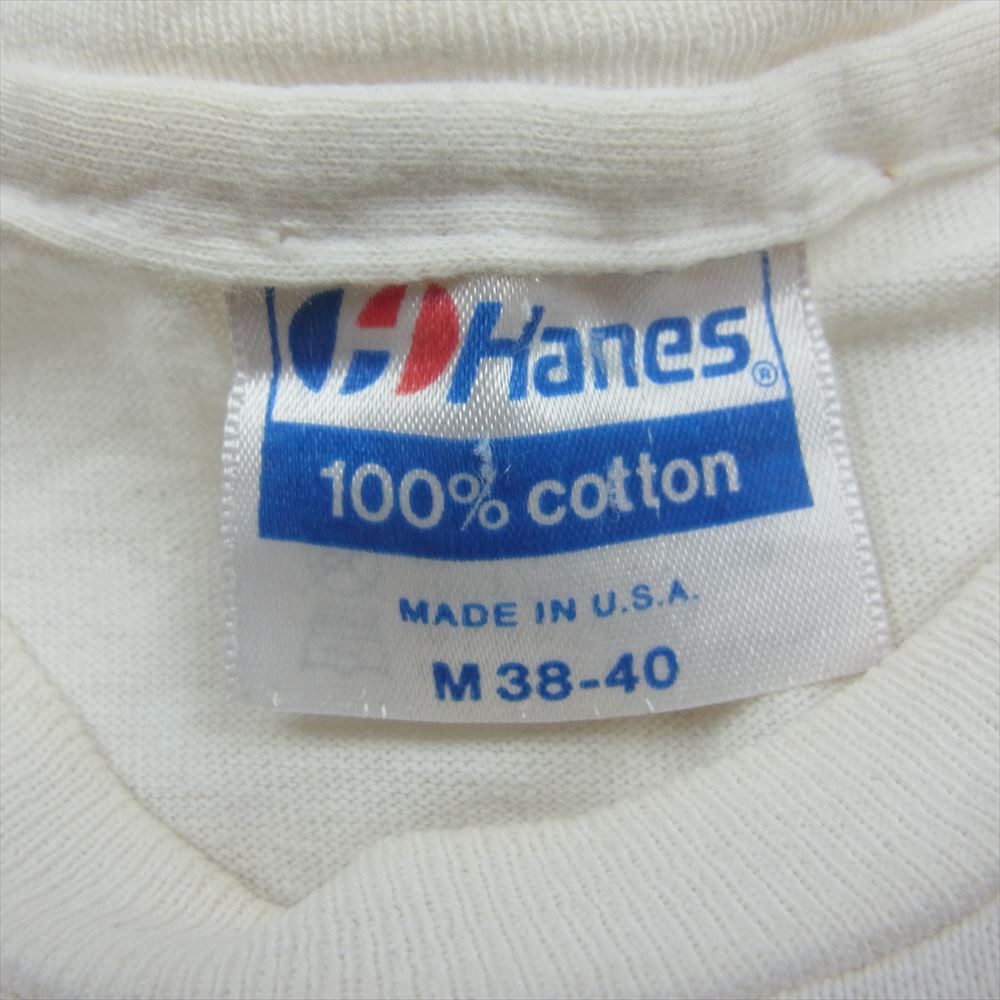 Hanes®
100% cotton
MADE IN U.S.A.
M 38-40